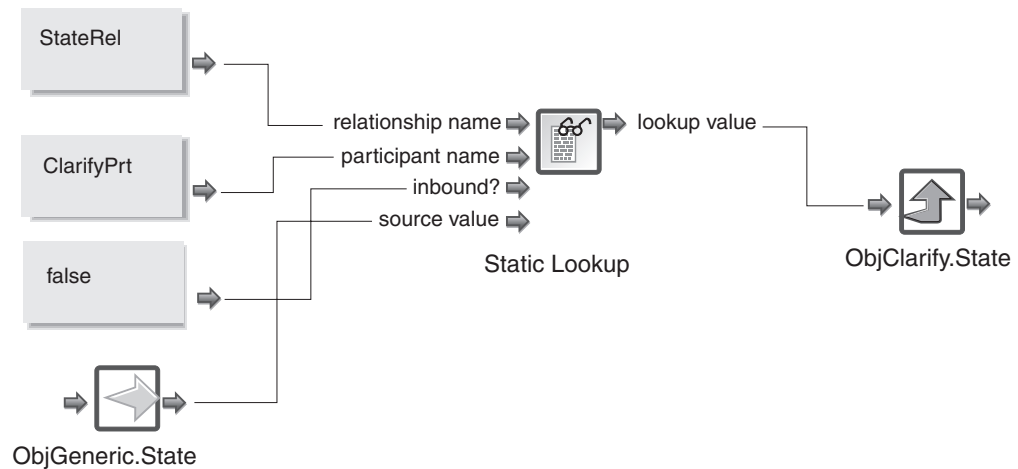 StateRel
ClarifyPrt
false
ObjGeneric.State
relationship name
participant name
inbound?
source value
Static Lookup
lookup value
ObjClarify.State